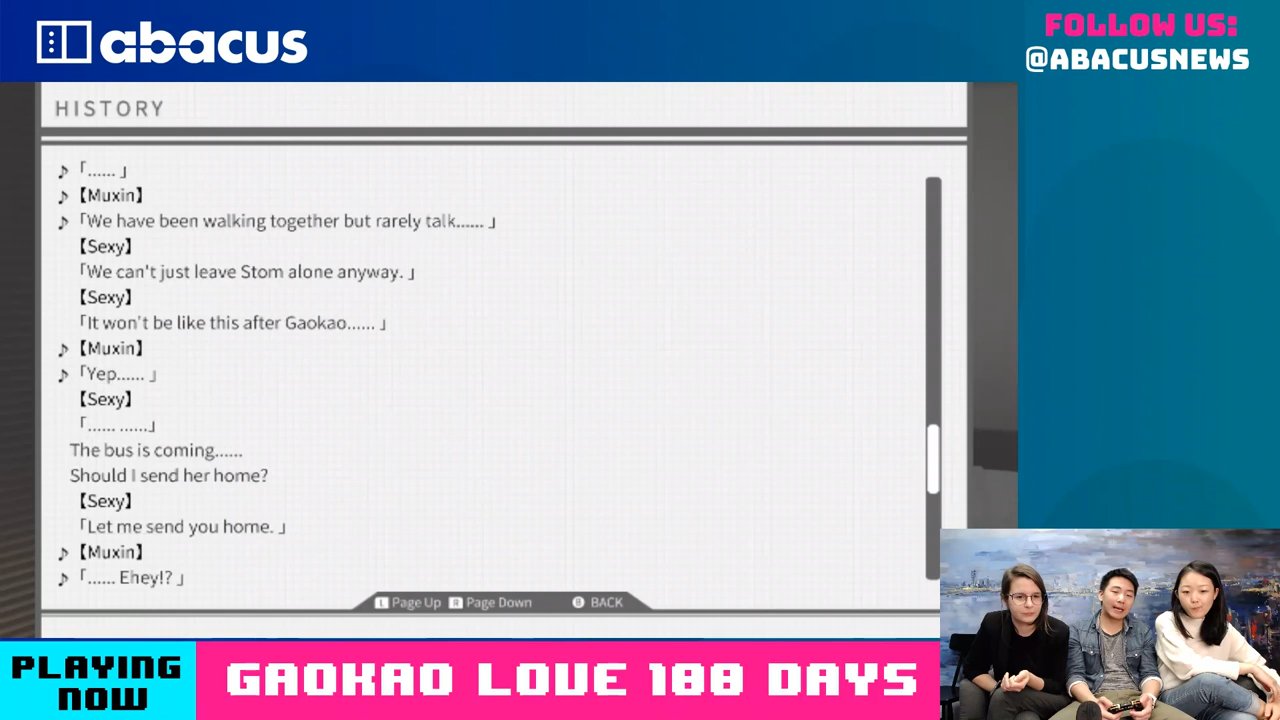 abacus
FOLLOW US:
@ABACUSNEWS
HISTORY
♪「...... 」
♪【Muxin】
♪「We have been walking together but rarely talk...... 」
【Sexy】
「We can't just leave Stom alone anyway. 」
【Sexy】
「It won't be like this after Gaokao...... 」
♪【Muxin】
♪「Yep...... 」
【Sexy】
「...... ......」
The bus is coming......
Should I send her home?
【Sexy】
「Let me send you home. 」
♪【Muxin】
♪「...... Ehey!? 」
L Page Up R Page Down B BACK
PLAYING
NOW
GAOKAO LOVE 100 DAYS